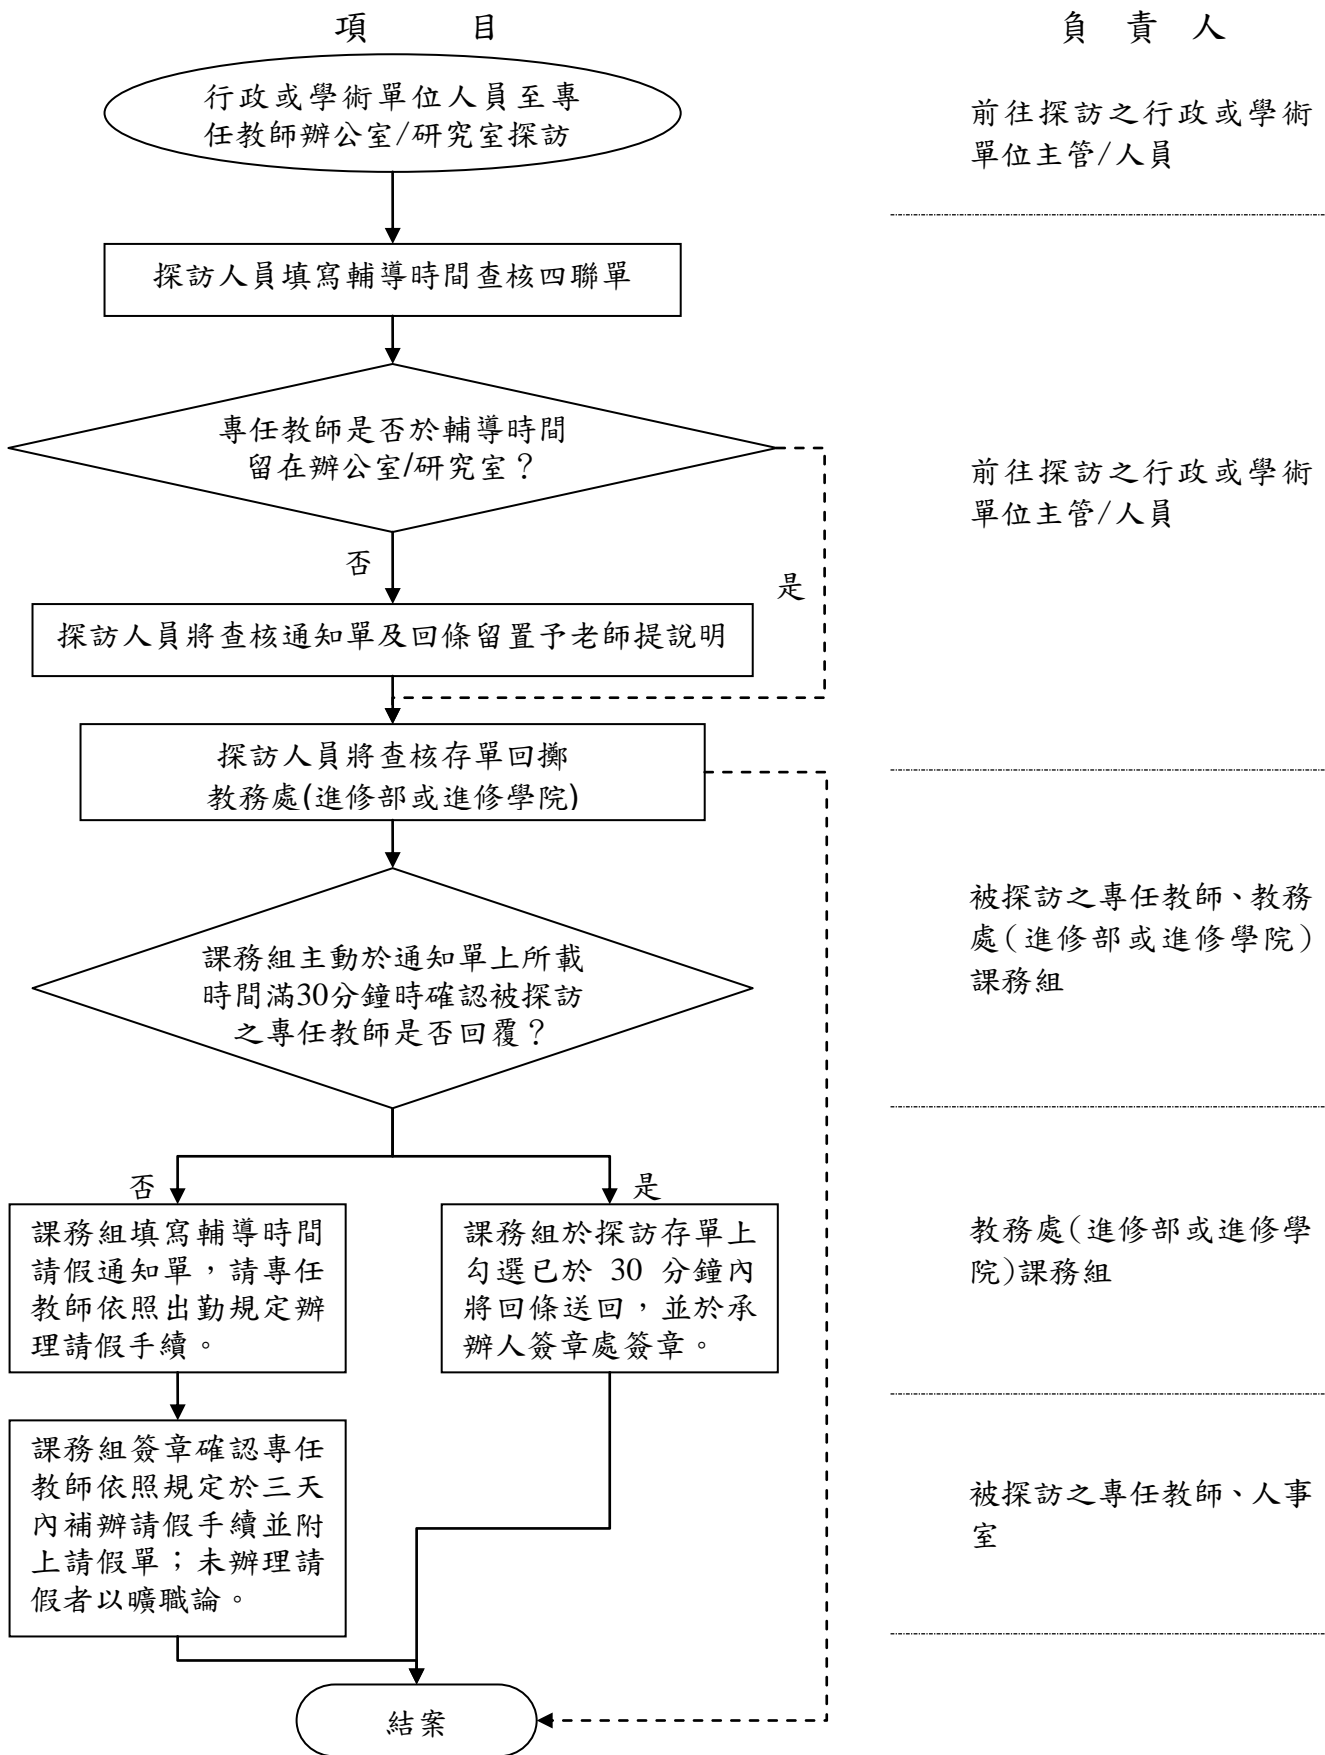 項目
負責人
行政或學術單位人員至專
任教師辦公室/研究室探訪
前往探訪之行政或學術
單位主管/人員
探訪人員填寫輔導時間查核四聯單
專任教師是否於輔導時間
留在辦公室/研究室？
前往探訪之行政或學術
單位主管/人員
否
是
探訪人員將查核通知單及回條留置予老師提說明
探訪人員將查核存單回擲
教務處(進修部或進修學院)
課務組主動於通知單上所載
時間滿30分鐘時確認被探訪
之專任教師是否回覆？
被探訪之專任教師、教務
處(進修部或進修學院)
課務組
否
是
課務組填寫輔導時間
請假通知單，請專任
教師依照出勤規定辦
理請假手續。
課務組於探訪存單上
勾選已於 30 分鐘內
將回條送回，並於承
辦人簽章處簽章。
教務處(進修部或進修學
院)課務組
課務組簽章確認專任
教師依照規定於三天
內補辦請假手續並附
上請假單；未辦理請
假者以曠職論。
被探訪之專任教師、人事
室
結案